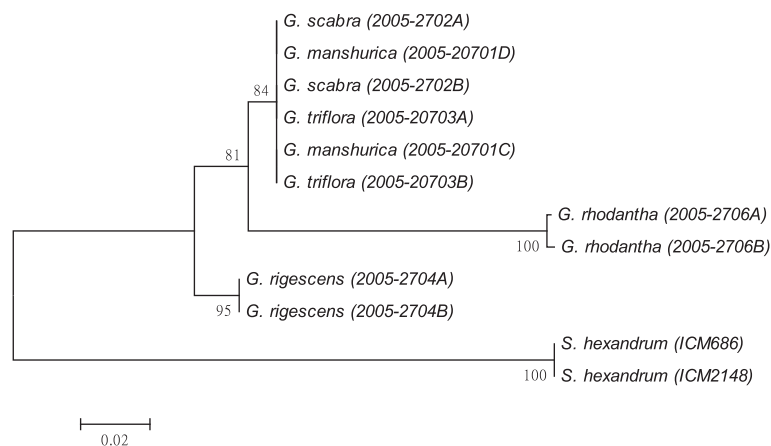 G. scabra (2005-2702A)
G. manshurica (2005-20701D)
G. scabra (2005-2702B)
84
G. triflora (2005-20703A)
G. manshurica (2005-20701C)
81
G. triflora (2005-20703B)
G. rhodantha (2005-2706A)
100
G. rhodantha (2005-2706B)
G. rigescens (2005-2704A)
95
G. rigescens (2005-2704B)
S. hexandrum (ICM686)
100
S. hexandrum (ICM2148)
0.02